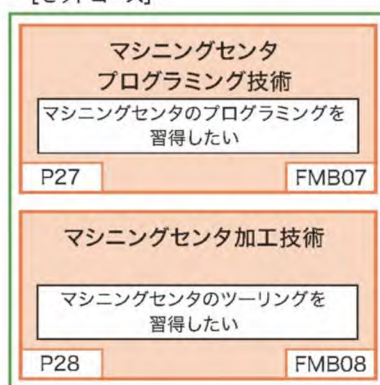 マシニングセンタ
プログラミング技術
マシニングセンタのプログラミングを
習得したい
P27 FMB07
マシニングセンタ加工技術
マシニングセンタのツーリングを
習得したい
P28 FMB08